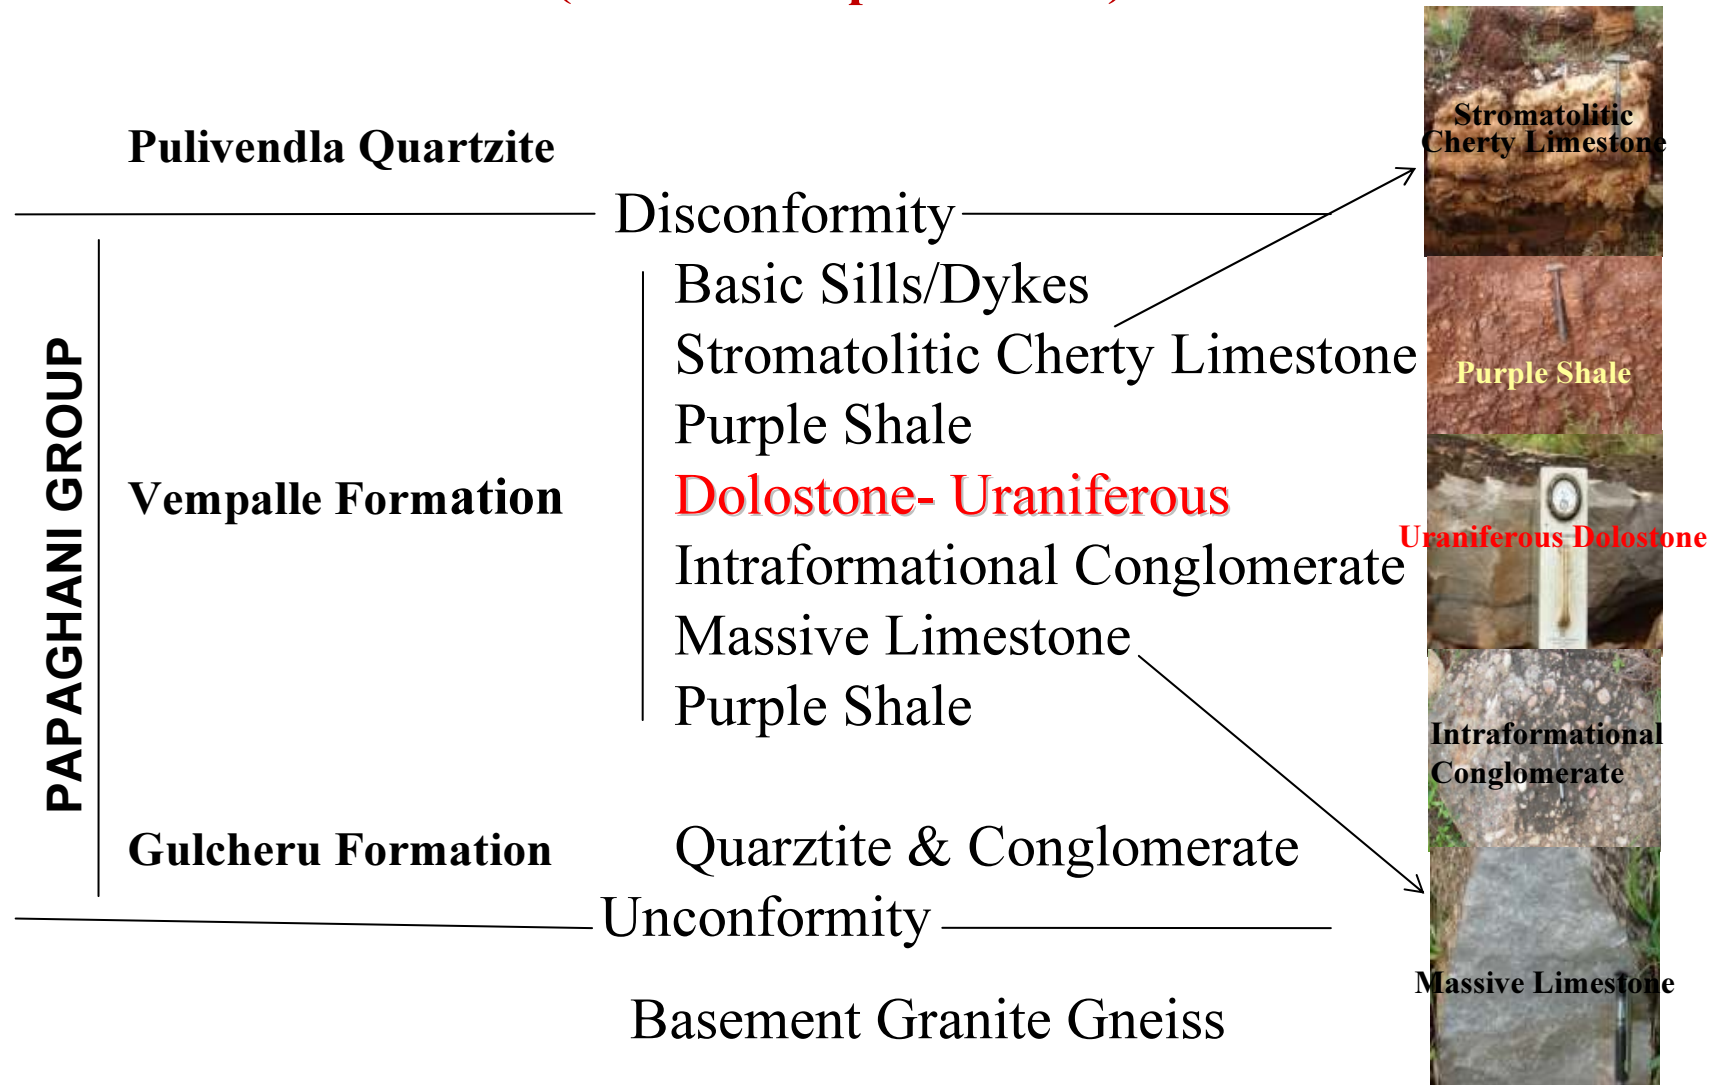 Pulivendla Quartzite
Disconformity
PAPAGHANI GROUP
Vempalle Formation
Basic Sills/Dykes
Stromatolitic Cherty Limestone
Purple Shale
Dolostone- Uraniferous
Intraformational Conglomerate
Massive Limestone
Purple Shale
Gulcheru Formation
Quarztite & Conglomerate
Unconformity
Basement Granite Gneiss
Stromatolitic
Cherty Limestone
Purple Shale
Uraniferous Dolostone
Intraformational
Conglomerate
Massive Limestone